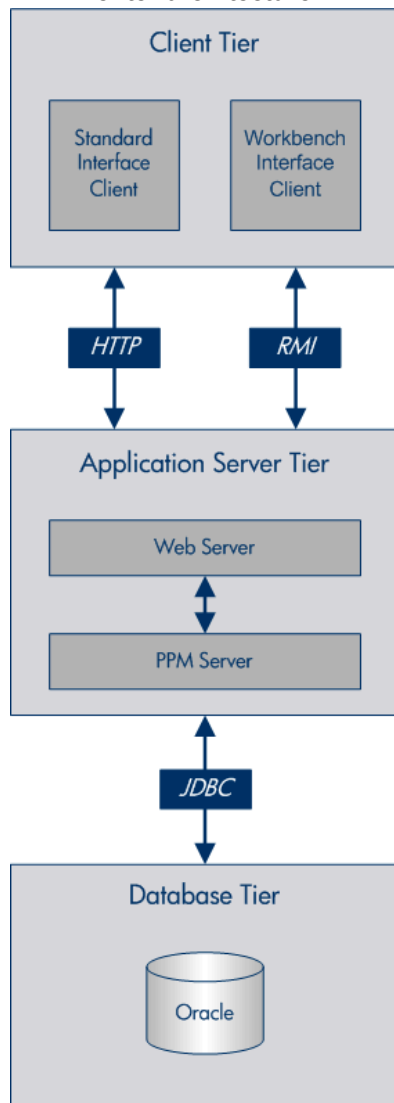 Client Tier
Standard
Interface
Client
Workbench
Interface
Client
HTTP
RMI
Application Server Tier
Web Server
PPM Server
JDBC
Database Tier
Oracle